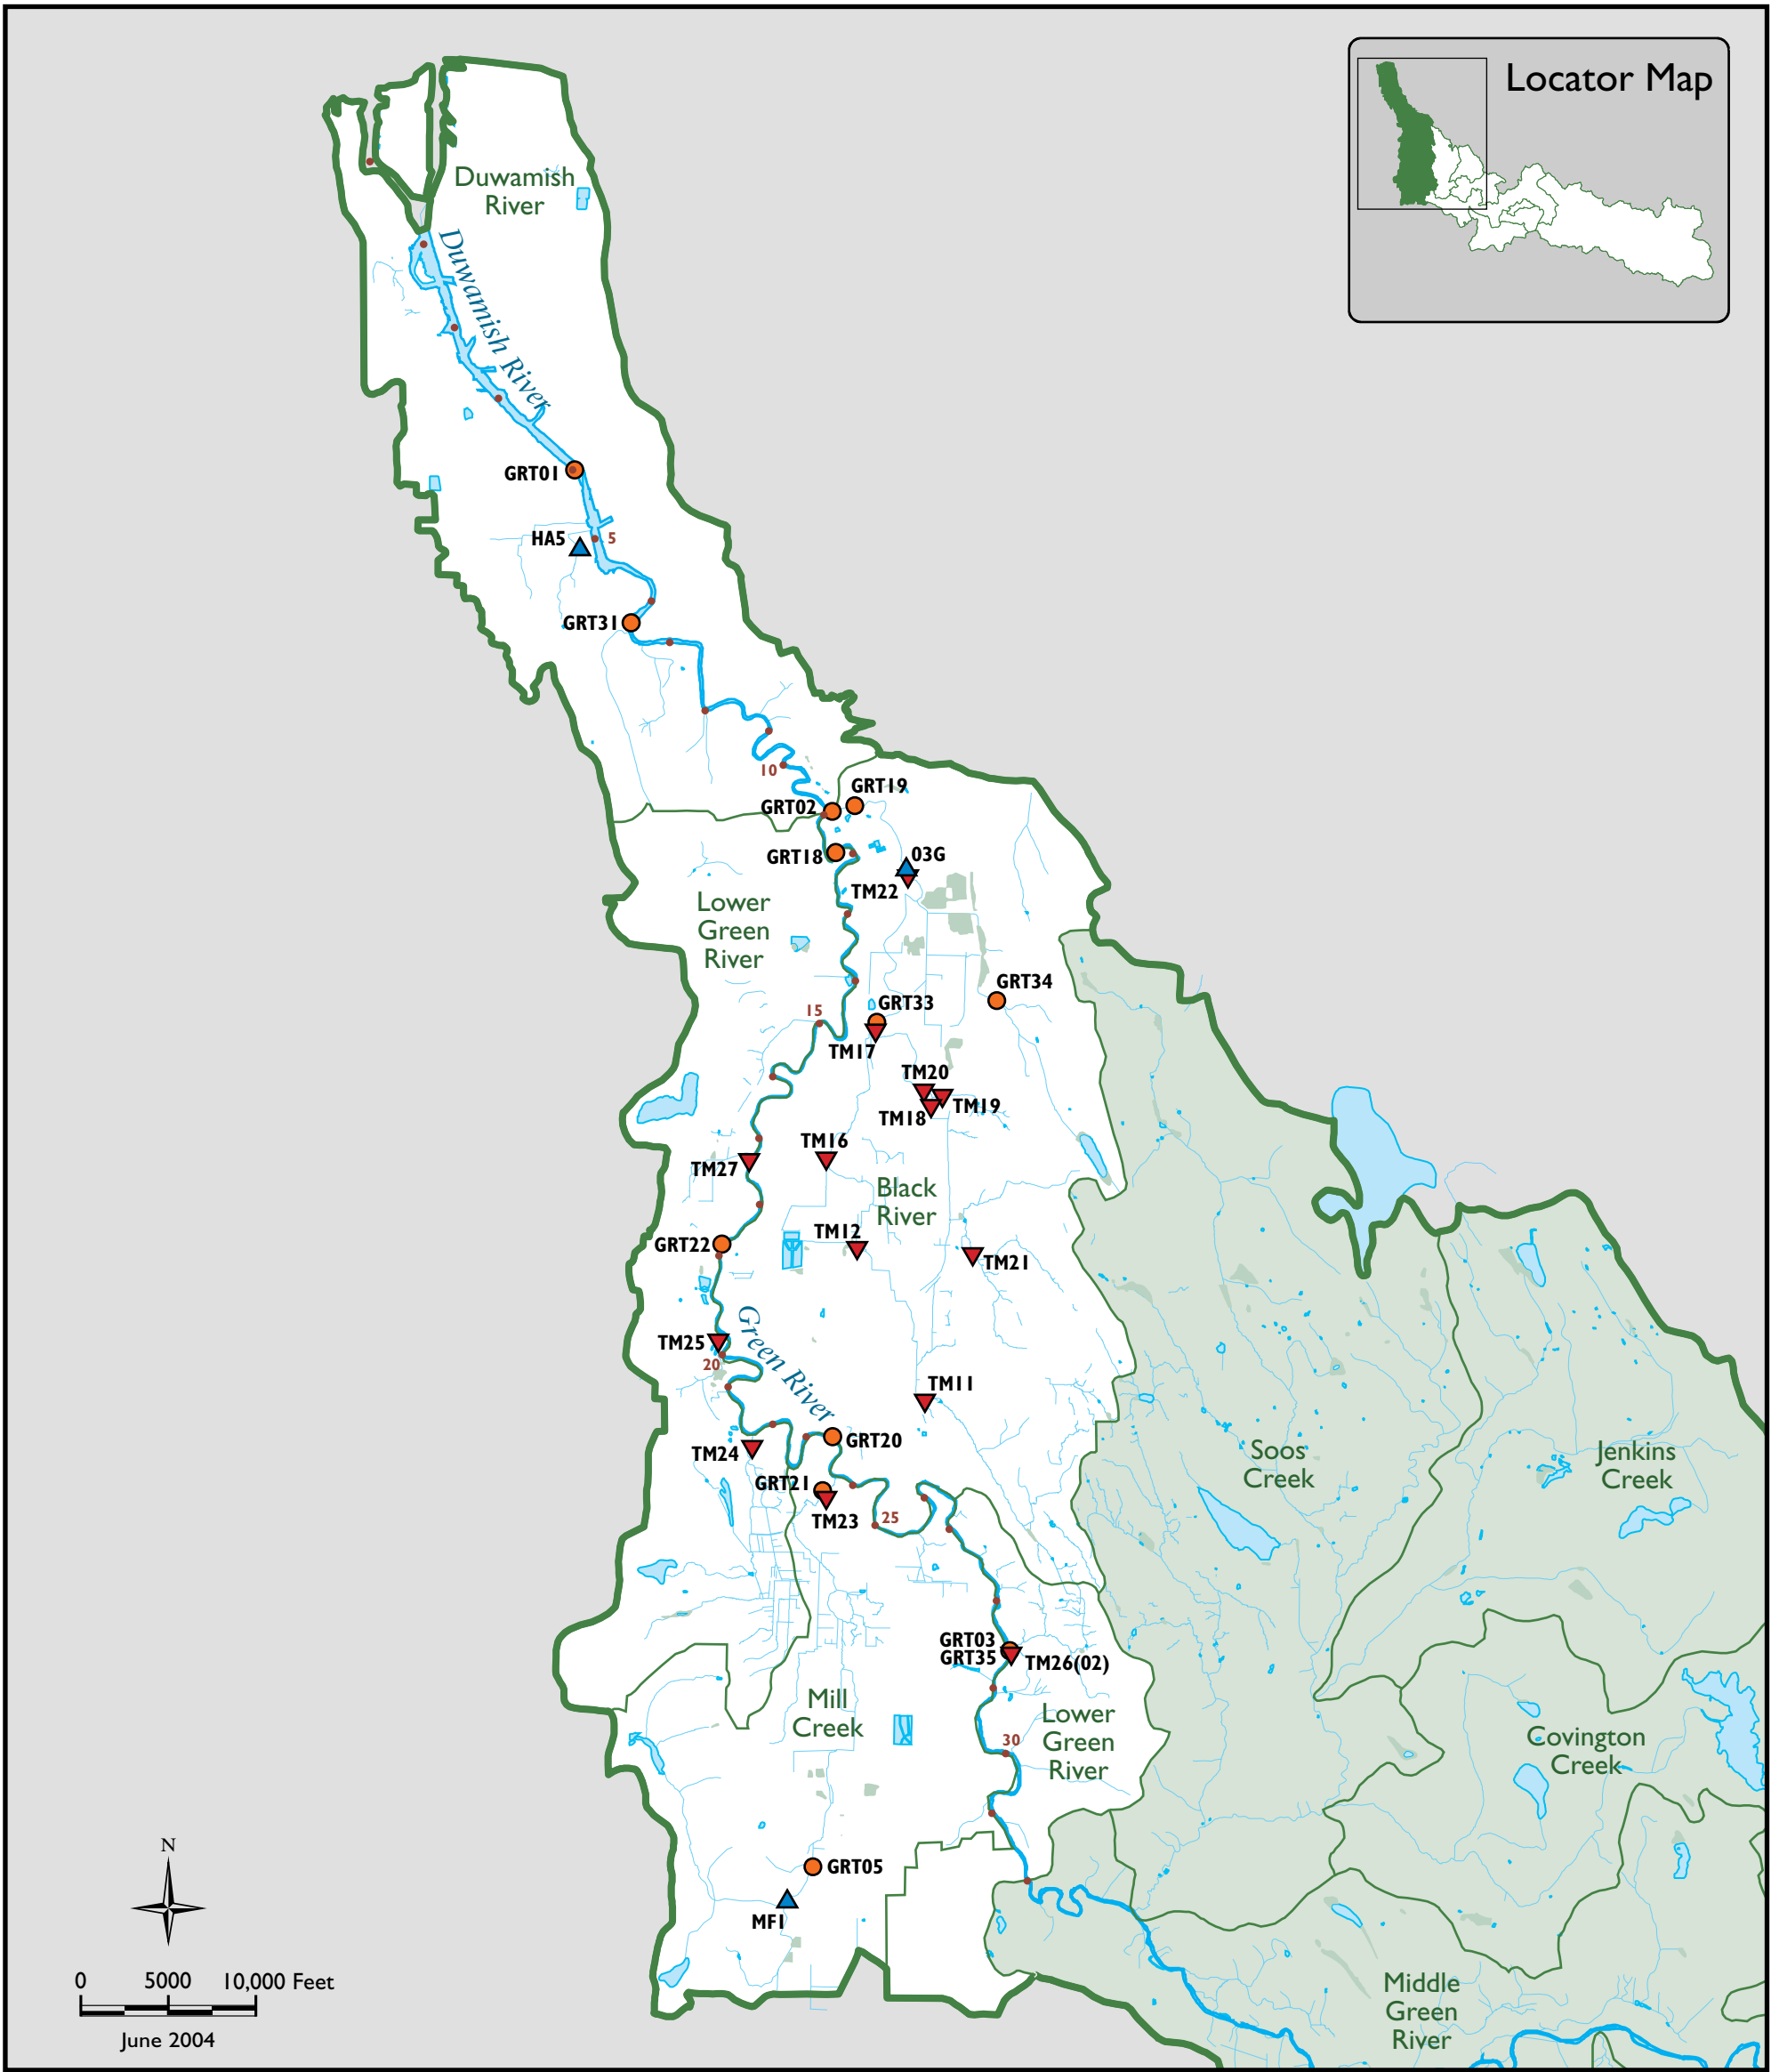 Locator Map
Duwamish
River
Duwamish River
GRT01
HA5
5
GRT31
10
GRT19
GRT02
GRT18
03G
TM22
Lower
Green
River
GRT34
GRT33
15
TM17
TM20
TM19
TM18
TM16
TM27
Black
River
TM12
GRT22
TM21
Green River
TM25
20
TM11
GRT20
TM24
Soos
Creek
Jenkins
Creek
GRT21
TM23
25
GRT03
GRT35
TM26(02)
Mill
Creek
Lower
Green
River
30
Covington
Creek
GRT05
MF1
N
0 5000 10,000 Feet
June 2004
Middle
Green
River